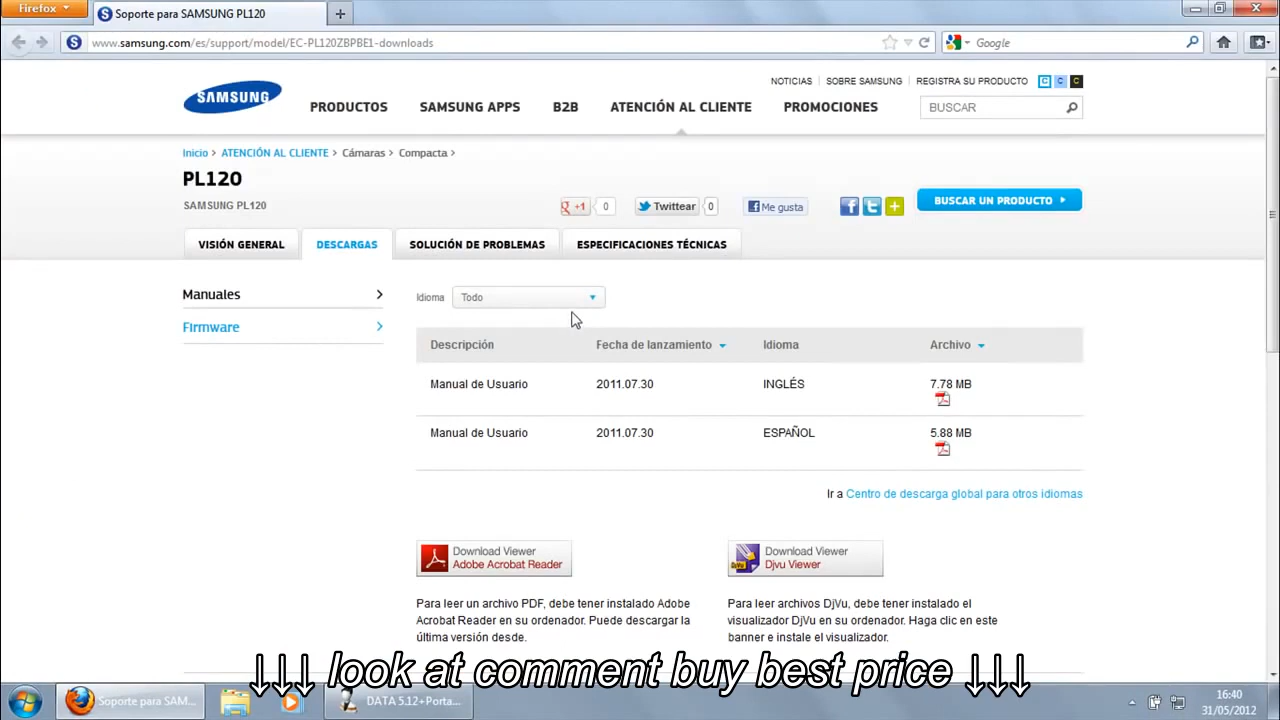 Firefox
Soporte para SAMSUNG PL120
www.samsung.com/es/support/model/EC-PL120ZBPBE1-downloads
Google
NOTICIAS
SOBRE SAMSUNG
REGISTRA SU PRODUCTO
C C C
SAMSUNG
PRODUCTOS
SAMSUNG APPS
B2B
ATENCIÓN AL CLIENTE
PROMOCIONES
BUSCAR
Inicio > ATENCIÓN AL CLIENTE > Cámaras > Compacta >
PL120
SAMSUNG PL120
+1 0
Twittear 0
Me gusta
BUSCAR UN PRODUCTO
VISIÓN GENERAL
DESCARGAS
SOLUCIÓN DE PROBLEMAS
ESPECIFICACIONES TÉCNICAS
Manuales
Firmware
Idioma Todo
Descripción Fecha de lanzamiento Idioma Archivo
Manual de Usuario 2011.07.30 INGLÉS 7.78 MB
Manual de Usuario 2011.07.30 ESPAÑOL 5.88 MB
Ir a Centro de descarga global para otros idiomas
Download Viewer
Adobe Acrobat Reader
Download Viewer
Djvu Viewer
Para leer un archivo PDF, debe tener instalado Adobe
Acrobat Reader en su ordenador. Puede descargar la
última versión desde.
Para leer archivos DjVu, debe tener instalado el
visualizador DjVu en su ordenador. Haga clic en este
banner e instale el visualizador.
↓↓↓ look at comment buy best price ↓↓↓
Soporte para SAM...
DATA 5.12+Porta...
16:40
31/05/2012